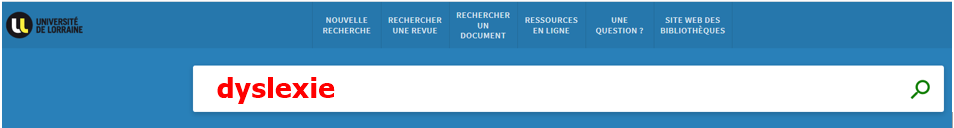 UNIVERSITÉ
DE LORRAINE
NOUVELLE
RECHERCHE
RECHERCHER
UNE REVUE
RECHERCHER
UN
DOCUMENT
RESSOURCES
EN LIGNE
UNE
QUESTION ?
SITE WEB DES
BIBLIOTHÈQUES
dyslexie